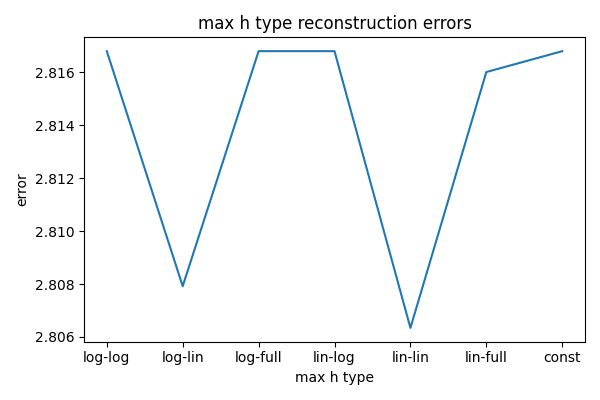 max h type reconstruction errors
2.816
2.814
2.812
2.810
2.808
2.806
error
log-log log-lin log-full lin-log lin-lin lin-full const
max h type